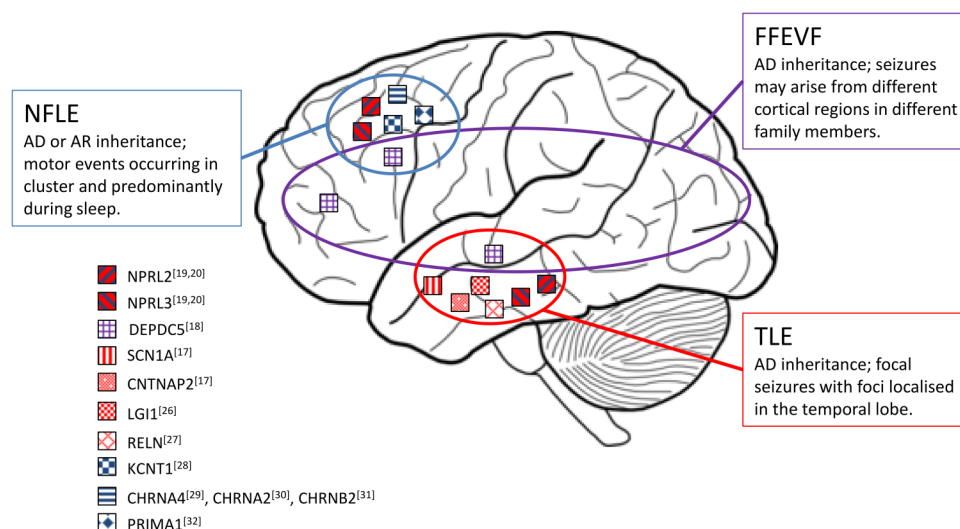 FFEVF
AD inheritance; seizures
may arise from different
cortical regions in different
family members.
NFLE
AD or AR inheritance;
motor events occurring in
cluster and predominantly
during sleep.
NPRL2[19,20]
NPRL3[19,20]
DEPDC5[18]
SCN1A[17]
CNTNAP2[17]
LGI1[26]
RELN[27]
KCNT1[28]
CHRNA4[29], CHRNA2[30], CHRNB2[31]
PRIMA1[32]
TLE
AD inheritance; focal
seizures with foci localised
in the temporal lobe.